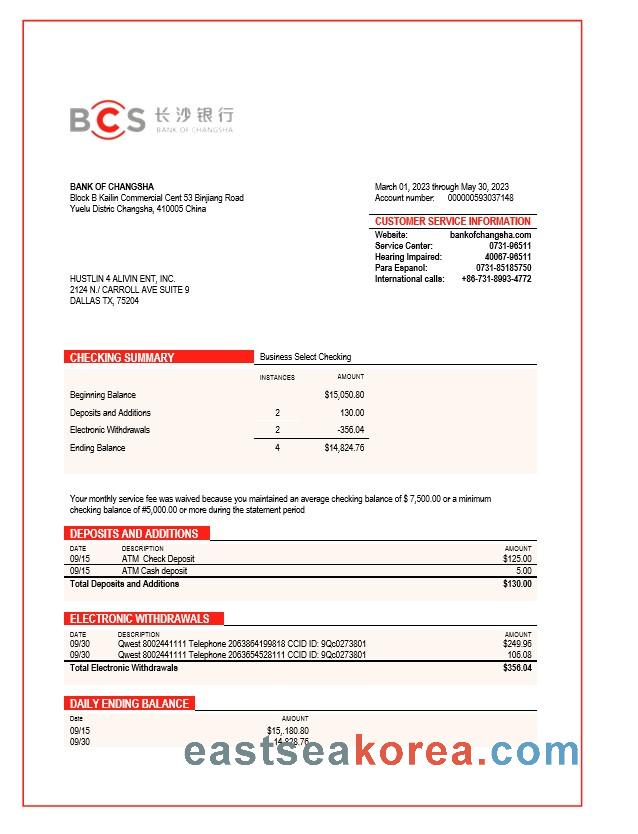 BCS 长沙银行
BANK OF CHANGSHA
BANK OF CHANGSHA
Block B Kailin Commercial Cent 53 Binjiang Road
Yuelu Distric Changsha, 410005 China
March 01, 2023 through May 30, 2023
Account number: 000000593037148
CUSTOMER SERVICE INFORMATION
Website: bankofchangsha.com
Service Center: 0731-96511
Hearing Impaired: 40067-96511
Para Espanol: 0731-85185750
International calls: +86-731-8993-4772
HUSTLIN 4 ALIVIN ENT, INC.
2124 N./ CARROLL AVE SUITE 9
DALLAS TX, 75204
CHECKING SUMMARY Business Select Checking
INSTANCES AMOUNT
Beginning Balance $15,050.80
Deposits and Additions 2 130.00
Electronic Withdrawals 2 -356.04
Ending Balance 4 $14,824.76
Your monthly service fee was waived because you maintained an average checking balance of $ 7,500.00 or a minimum
checking balance of #5,000.00 or more during the statement period
DEPOSITS AND ADDITIONS
DATE DESCRIPTION AMOUNT
09/15 ATM Check Deposit $125.00
09/15 ATM Cash deposit 5.00
Total Deposits and Additions $130.00
ELECTRONIC WITHDRAWALS
DATE DESCRIPTION AMOUNT
09/30 Qwest 8002441111 Telephone 2063864199818 CCID ID: 9Qc0273801 $249.96
09/30 Qwest 8002441111 Telephone 2063654528111 CCID ID: 9Qc0273801 106.08
Total Electronic Withdrawals $356.04
DAILY ENDING BALANCE
Date AMOUNT
09/15 $15,.180.80
09/30 14,828.76
eastseakorea.com